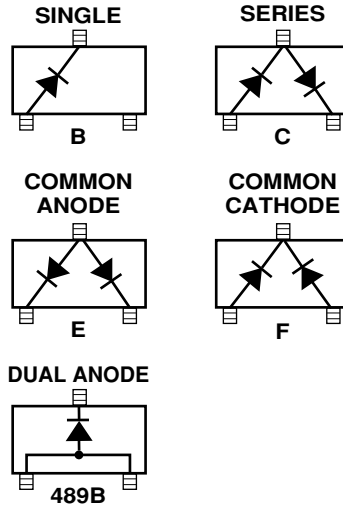 SINGLE
B
SERIES
C
COMMON
ANODE
E
COMMON
CATHODE
F
DUAL ANODE
489B